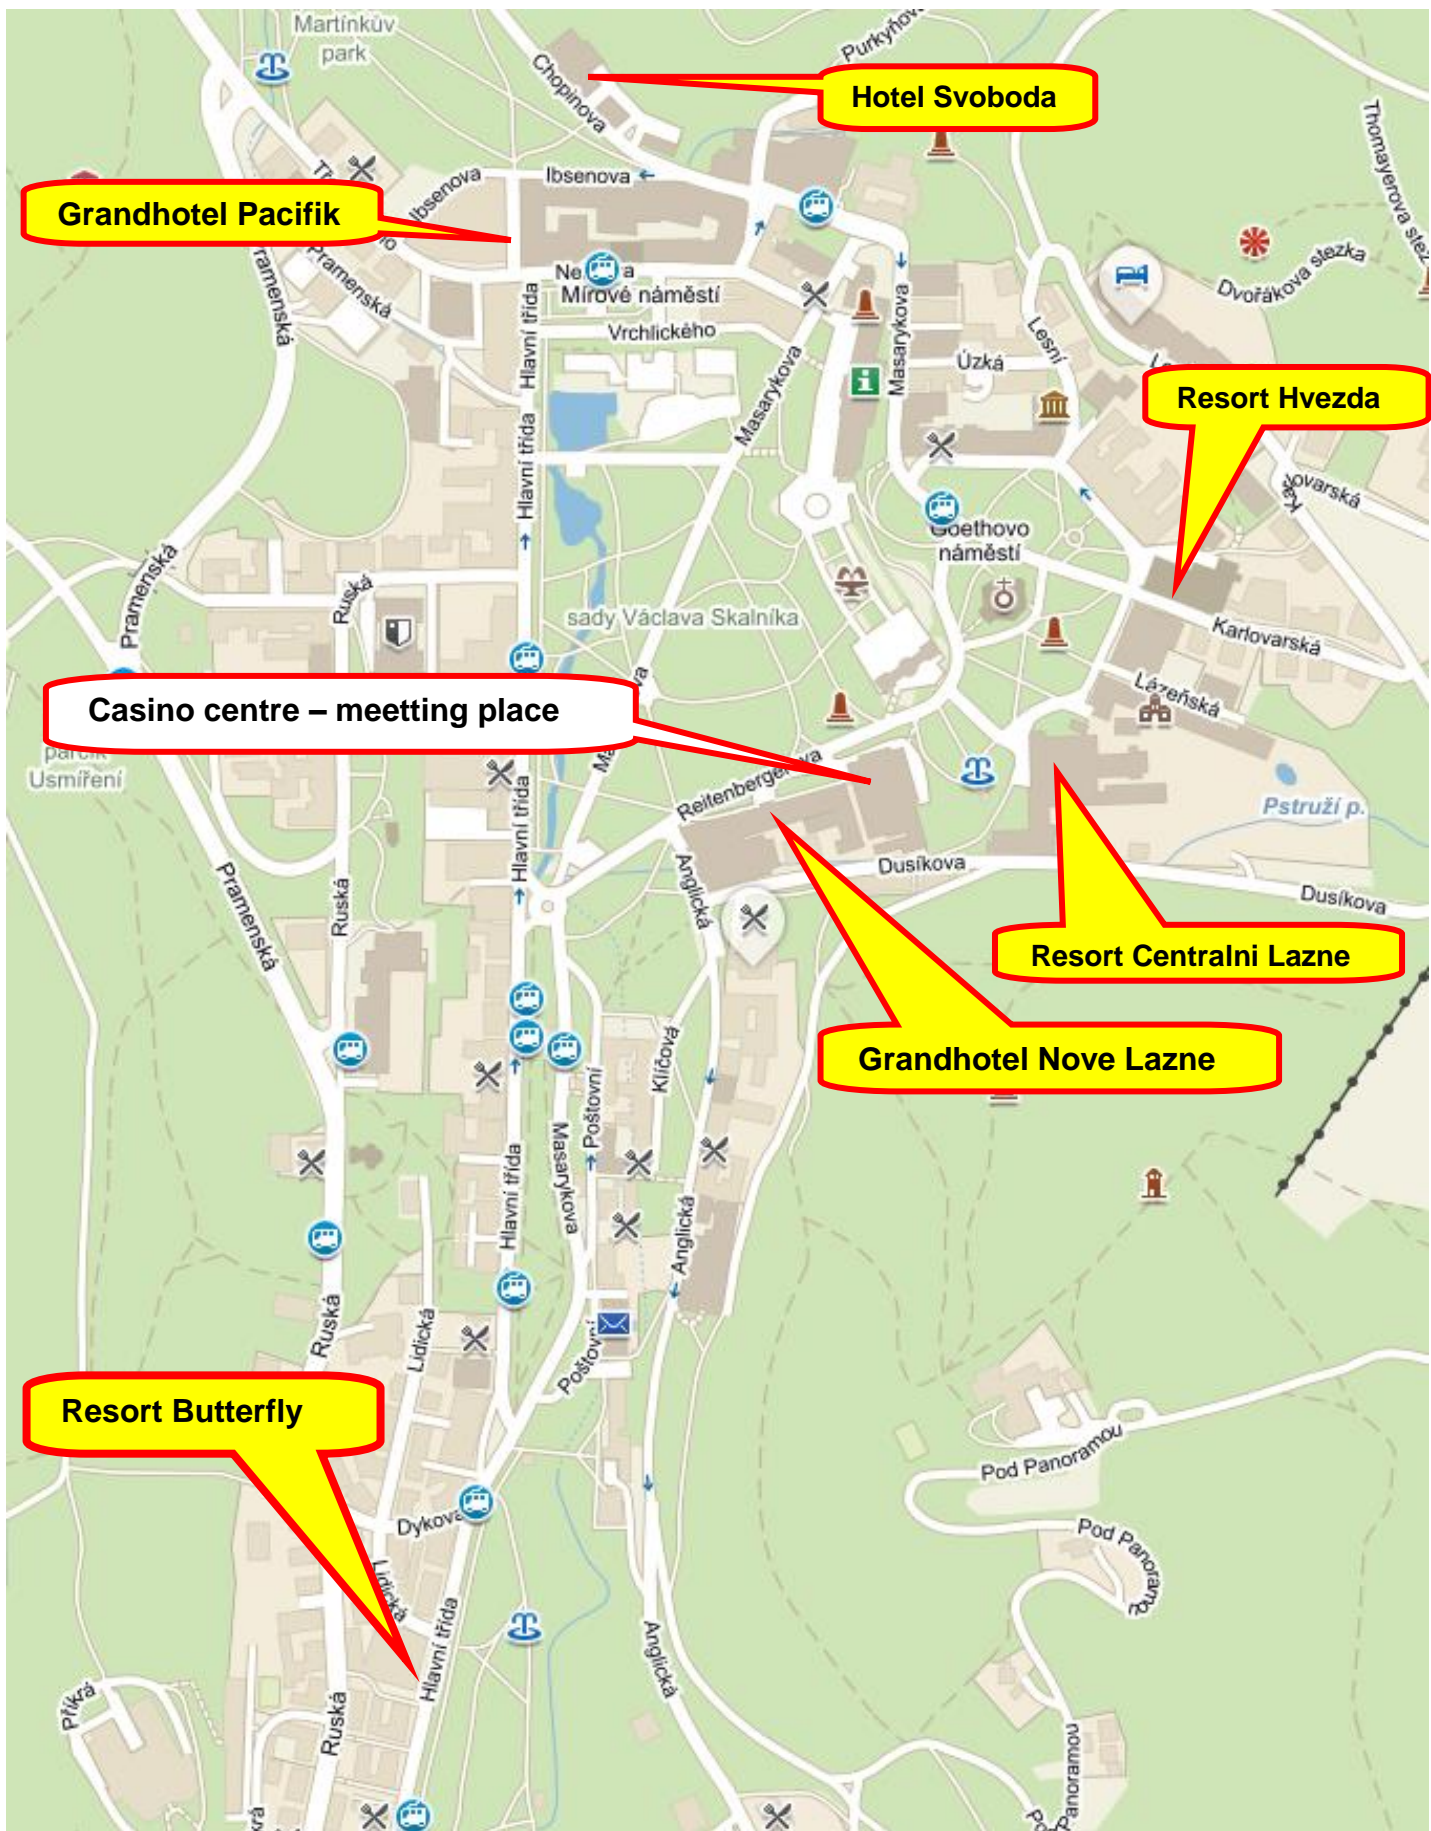 Martínkův
park
Purkyňova
Chopinova
Hotel Svoboda
Thomayerova stez
Ibsenova
Ibsenova
Grandhotel Pacifik
Dvořákova stezka
Pramenská
Pramenská
Mírové náměstí
Vrchlického
Hlavní třída
Masarykova
Masarykova
Lesní
Úzká
Resort Hvezda
Hlavní třída
Karlovarská
Goethovo
náměstí
Pramenská
Ruská
sady Václava Skalníka
Karlovarská
Lázeňská
Casino centre – meetting place
Usmíření
Reitenbergerova
Pstruží p.
Hlavní třída
Anglická
Dusíkova
Dusíkova
Pramenská
Ruská
Resort Centralni Lazne
Grandhotel Nove Lazne
Klíčová
Poštovní
Masarykova
Hlavní třída
Anglická
Ruská
Lidická
Poštovní
Resort Butterfly
Pod Panoramou
Dykova
Pod Panoramou
Lidická
Hlavní třída
Anglická
Příkrá
Ruská
Panoramou